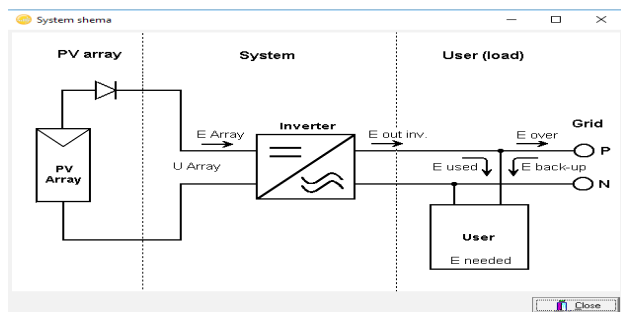 System shema
PV array
System
User (load)
Inverter
Grid
E Array
E out inv.
E over
P
PV
Array
U Array
E used
E back-up
N
User
E needed
Close